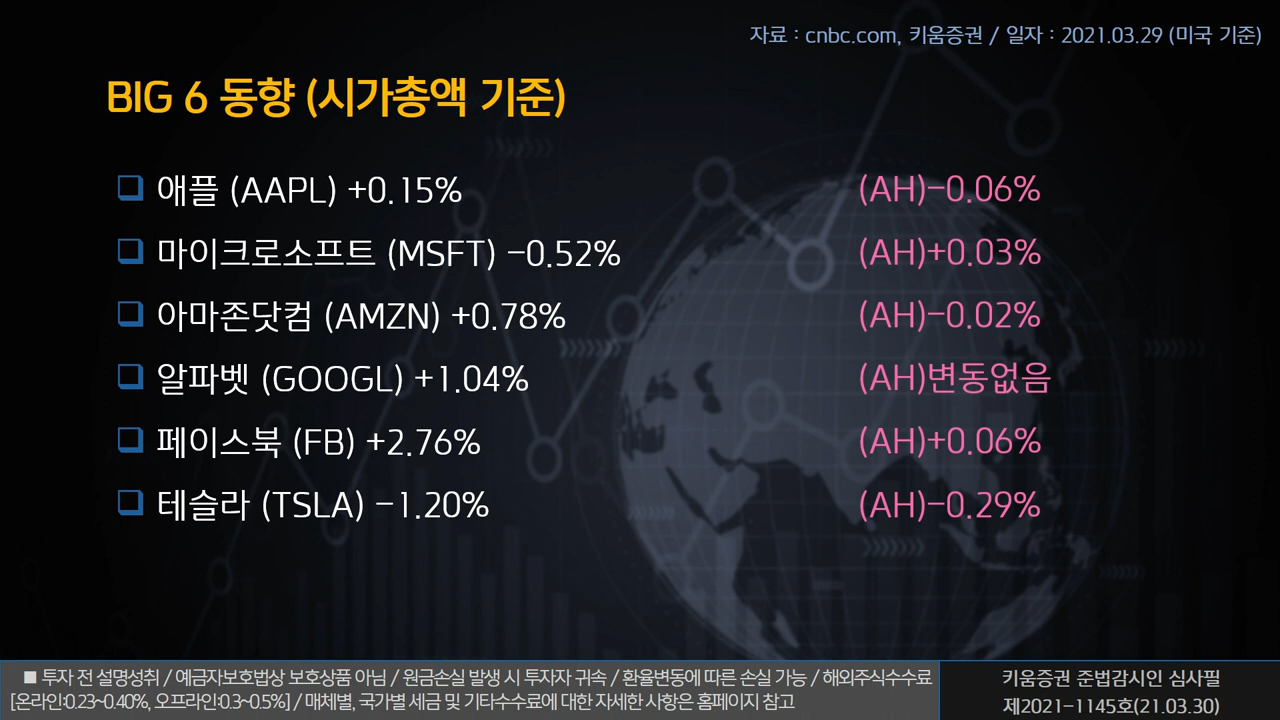 자료 : cnbc.com, 키움증권 / 일자 : 2021.03.29 (미국 기준)
BIG 6 동향 (시가총액 기준)
애플 (AAPL) +0.15% (AH)-0.06%
마이크로소프트 (MSFT) -0.52% (AH)+0.03%
아마존닷컴 (AMZN) +0.78% (AH)-0.02%
알파벳 (GOOGL) +1.04% (AH)변동없음
페이스북 (FB) +2.76% (AH)+0.06%
테슬라 (TSLA) -1.20% (AH)-0.29%
■ 투자 전 설명성취 / 예금자보호법상 보호상품 아님 / 원금손실 발생 시 투자자 귀속 / 환율변동에 따른 손실 가능 / 해외주식수수료
[온라인:0.23~0.40%, 오프라인:0.3~0.5%] / 매체별, 국가별 세금 및 기타수수료에 대한 자세한 사항은 홈페이지 참고
키움증권 준법감시인 심사필
제2021-1145호(21.03.30)